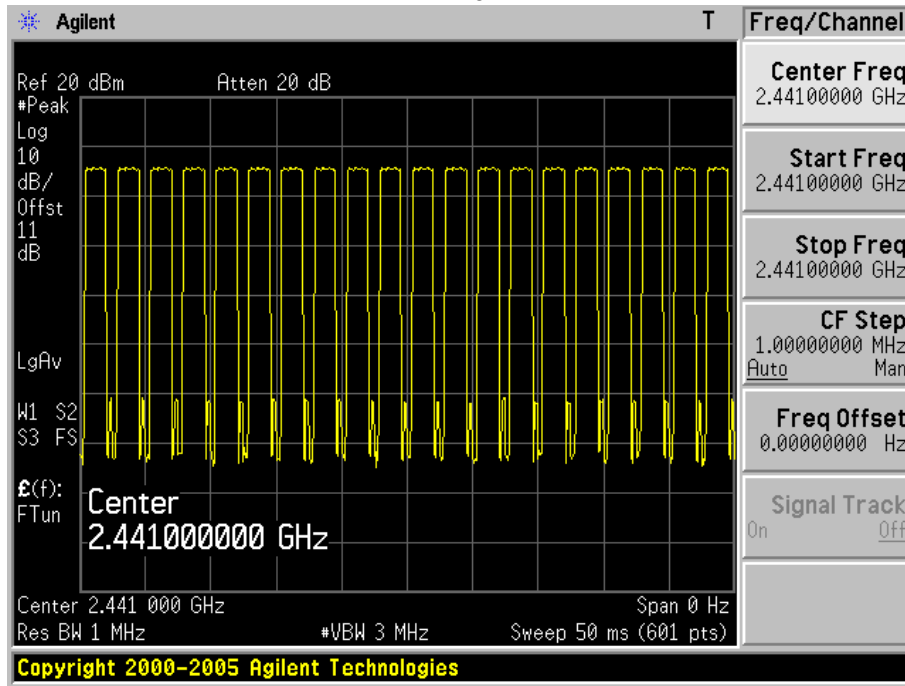 Agilent T
Freq/Channel
Ref 20 dBm Atten 20 dB
#Peak
Log
10
dB/
Offst
11
dB
LgAv
W1 S2
S3 FS
£(f):
FTun
Center
2.441000000 GHz
Center 2.441 000 GHz Span 0 Hz
Res BW 1 MHz #VBW 3 MHz Sweep 50 ms (601 pts)
Copyright 2000-2005 Agilent Technologies
Center Freq
2.44100000 GHz
Start Freq
2.44100000 GHz
Stop Freq
2.44100000 GHz
CF Step
1.00000000 MHz
Auto Man
Freq Offset
0.00000000 Hz
Signal Track
On Off